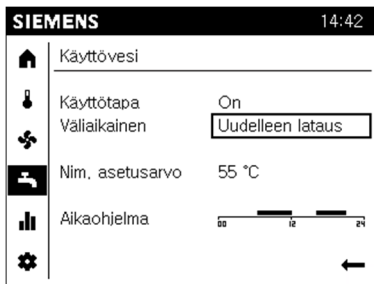 SIEMENS 14:42
Käyttövesi
Käyttötapa On
Väliaikainen Uudelleen lataus
Nim. asetusarvo 55 °C
Aikaohjelma
00 12 24